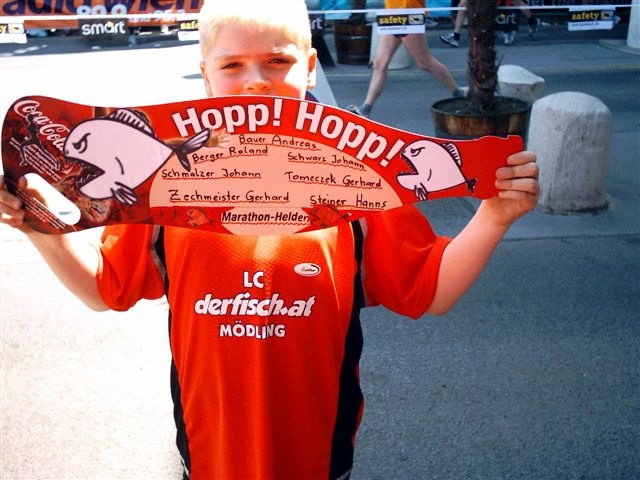 smart
safety
safety
Coca-Cola
Hopp! Hopp!
Bauer Andreas
Berger Roland
Schwarz Johann
Schmalzer Johann
Tomeczek Gerhard
Zechmeister Gerhard
Steiner Hanns
Marathon-Helden
LC
derfisch.at
MÖDLING